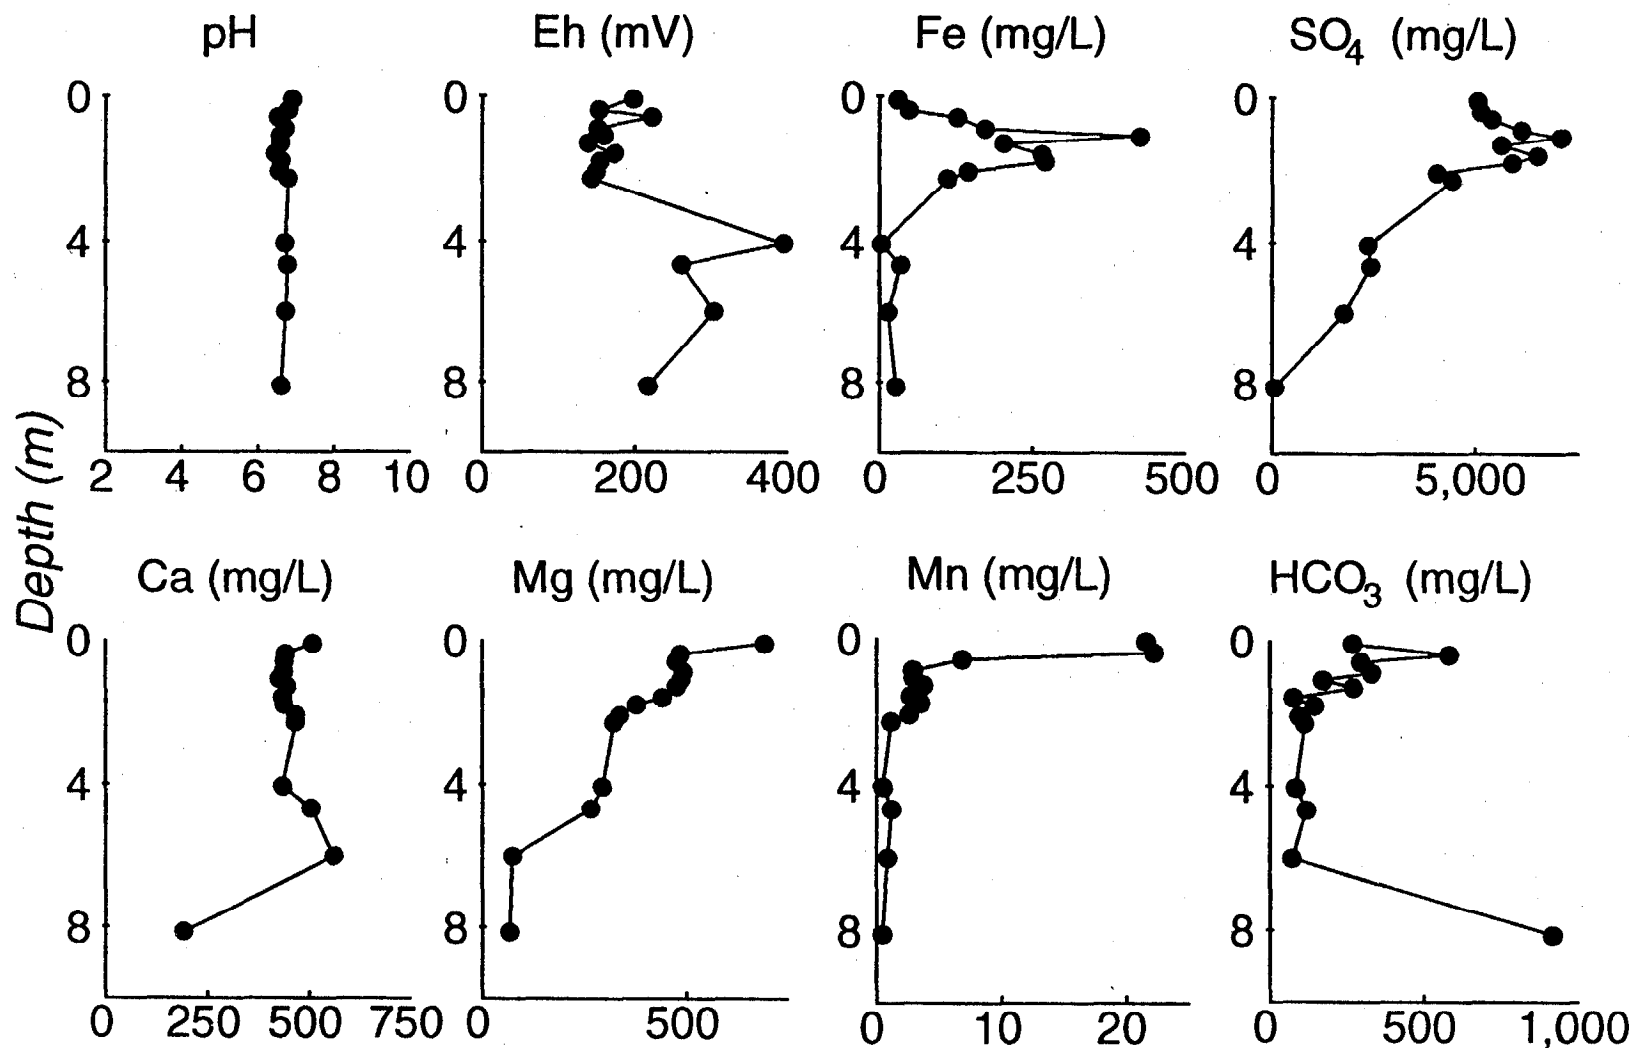 pH Eh (mV) Fe (mg/L) SO4 (mg/L)
0 0 0 0
4 4 4 4
8 8 8 8
2 4 6 8 10 0 200 400 0 250 500 0 5,000
Depth (m)
Ca (mg/L) Mg (mg/L) Mn (mg/L) HCO3 (mg/L)
0 0 0 0
4 4 4 4
8 8 8 8
0 250 500 750 0 500 0 10 20 0 500 1,000